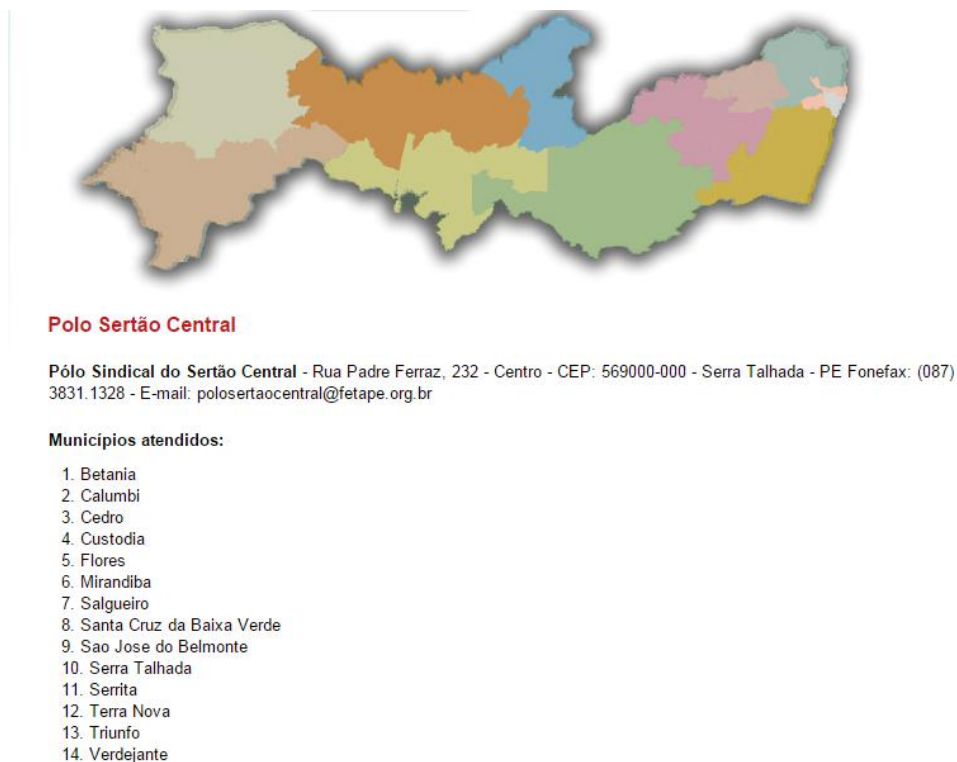 Polo Sertão Central
Pólo Sindical do Sertão Central - Rua Padre Ferraz, 232 - Centro - CEP: 569000-000 - Serra Talhada - PE Fonefax: (087)
3831.1328 - E-mail: polosertaocentral@fetape.org.br
Municípios atendidos:
1. Betania
2. Calumbi
3. Cedro
4. Custodia
5. Flores
6. Mirandiba
7. Salgueiro
8. Santa Cruz da Baixa Verde
9. Sao Jose do Belmonte
10. Serra Talhada
11. Serrita
12. Terra Nova
13. Triunfo
14. Verdejante